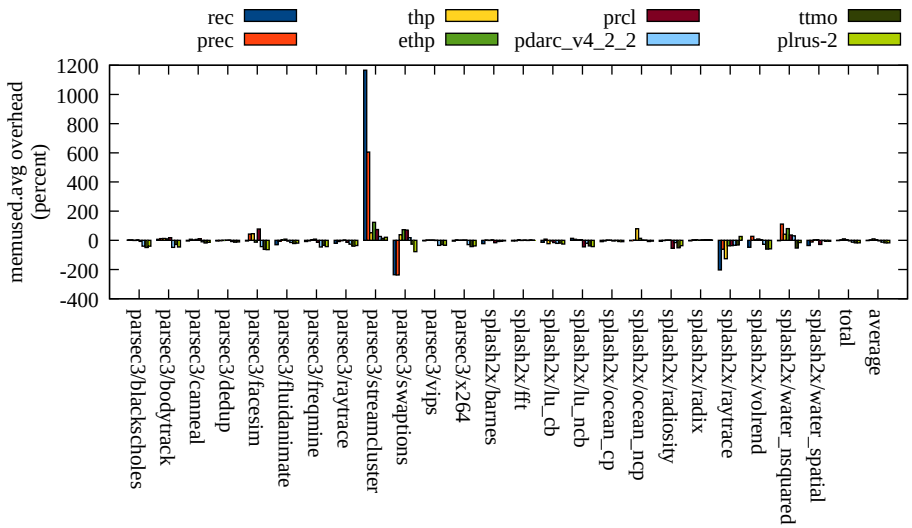 rec
prec
thp
ethp
prcl
pdarc_v4_2_2
ttmo
plrus-2
memused.avg overhead
(percent)
1200
1000
800
600
400
200
0
-200
-400
parsec3/blackscholes
parsec3/bodytrack
parsec3/canneal
parsec3/dedup
parsec3/facesim
parsec3/fluidanimate
parsec3/freqmine
parsec3/raytrace
parsec3/streamcluster
parsec3/swaptions
parsec3/vips
parsec3/x264
splash2x/barnes
splash2x/fft
splash2x/lu_cb
splash2x/lu_ncb
splash2x/ocean_cp
splash2x/ocean_ncp
splash2x/radiosity
splash2x/radix
splash2x/raytrace
splash2x/volrend
splash2x/water_nsquared
splash2x/water_spatial
total
average